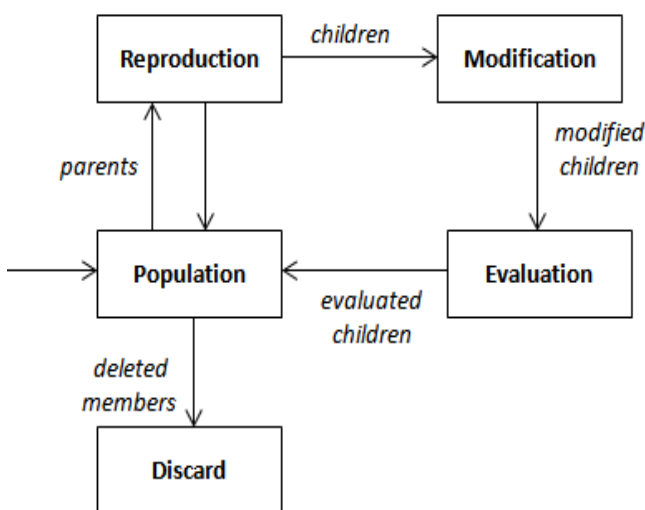 children
Reproduction
Modification
parents
modified
children
Population
Evaluation
evaluated
children
deleted
members
Discard